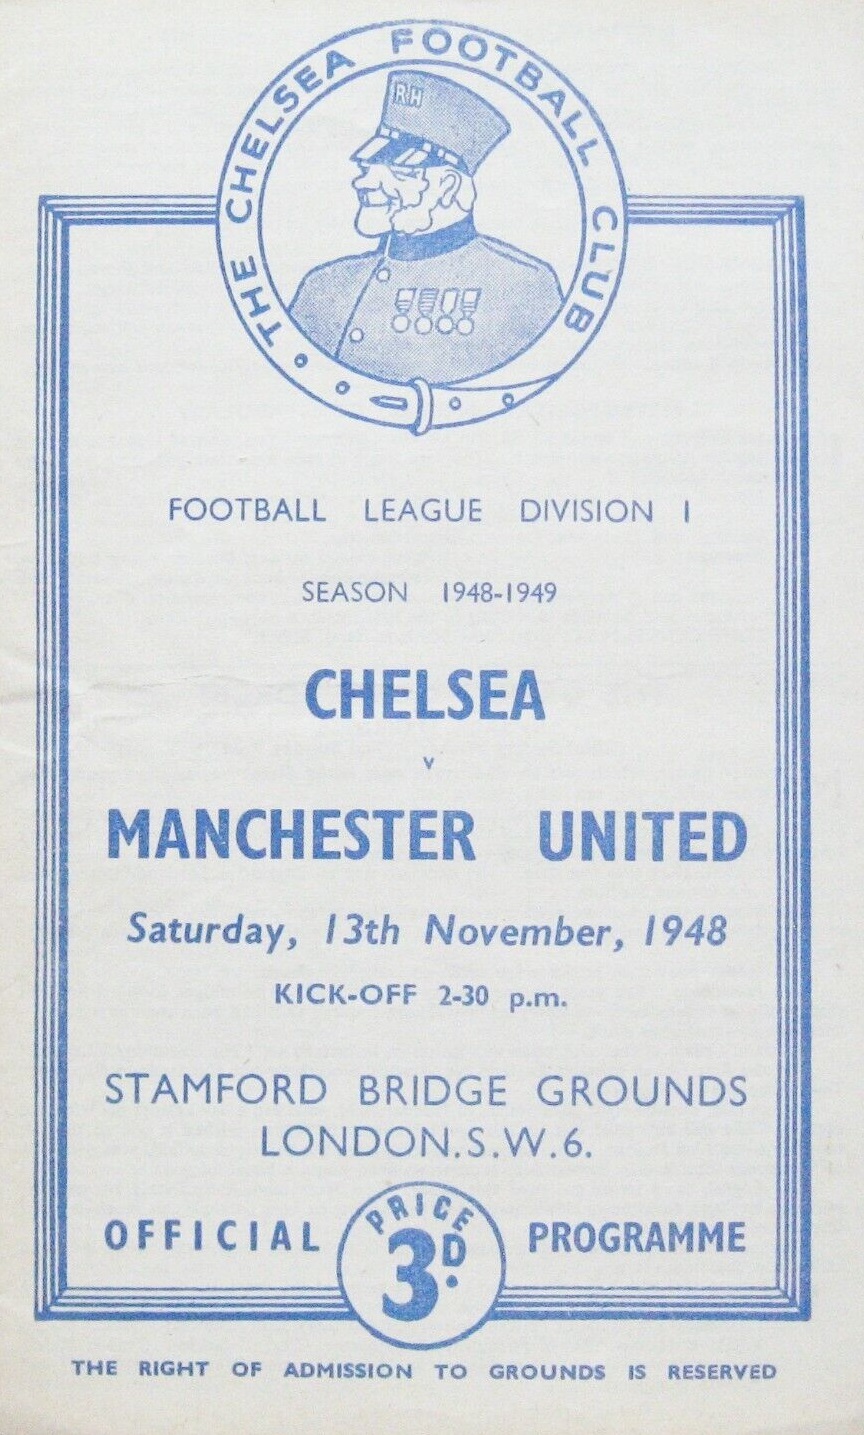 THE CHELSEA FOOTBALL CLUB
RH
FOOTBALL LEAGUE DIVISION I
SEASON 1948-1949
CHELSEA
v
MANCHESTER UNITED
Saturday, 13th November, 1948
KICK-OFF 2-30 p.m.
STAMFORD BRIDGE GROUNDS
LONDON.S.W.6.
OFFICIAL PRICE 3D. PROGRAMME
THE RIGHT OF ADMISSION TO GROUNDS IS RESERVED